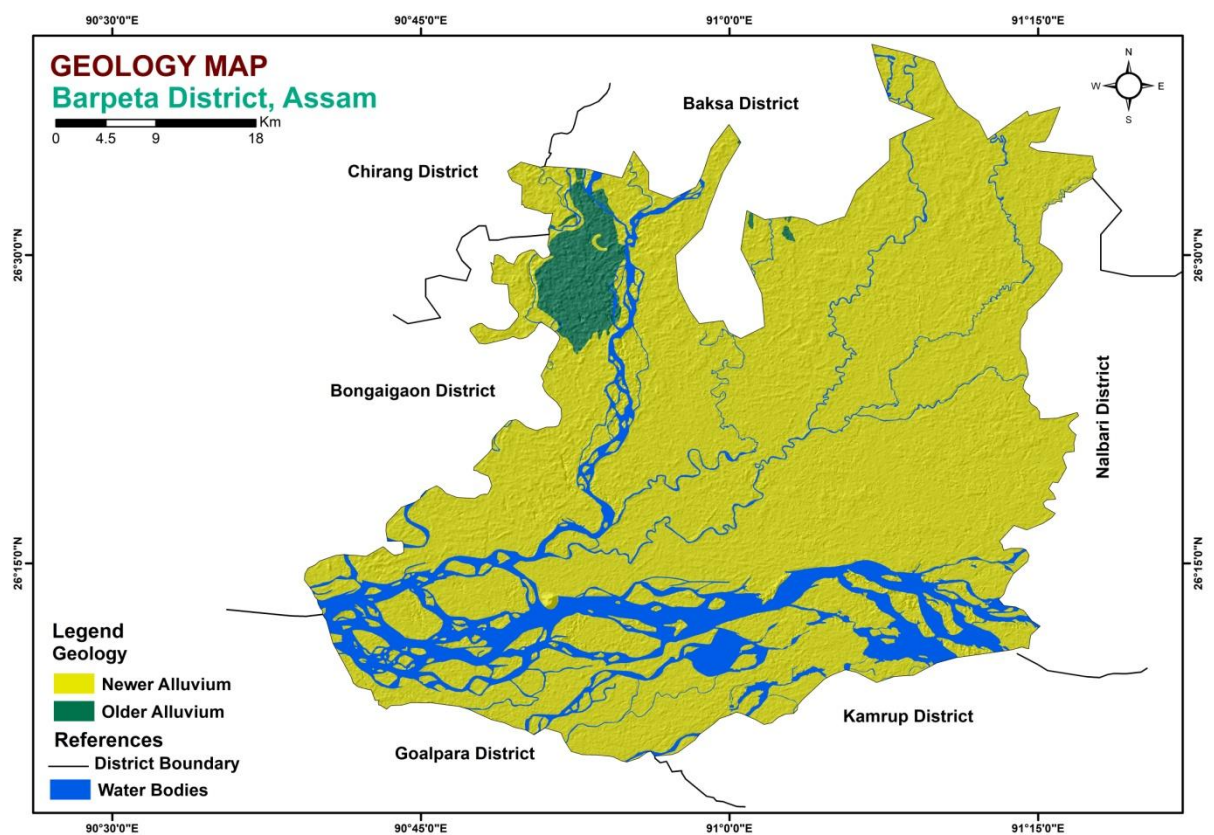 90°30'0"E
90°45'0"E
91°0'0"E
91°15'0"E
GEOLOGY MAP
Barpeta District, Assam
Km
0 4.5 9 18
N
W E
S
Baksa District
Chirang District
26°30'0"N
26°30'0"N
Bongaigaon District
Nalbari District
26°15'0"N
26°15'0"N
Legend
Geology
Newer Alluvium
Older Alluvium
References
District Boundary
Water Bodies
Kamrup District
Goalpara District
90°30'0"E
90°45'0"E
91°0'0"E
91°15'0"E